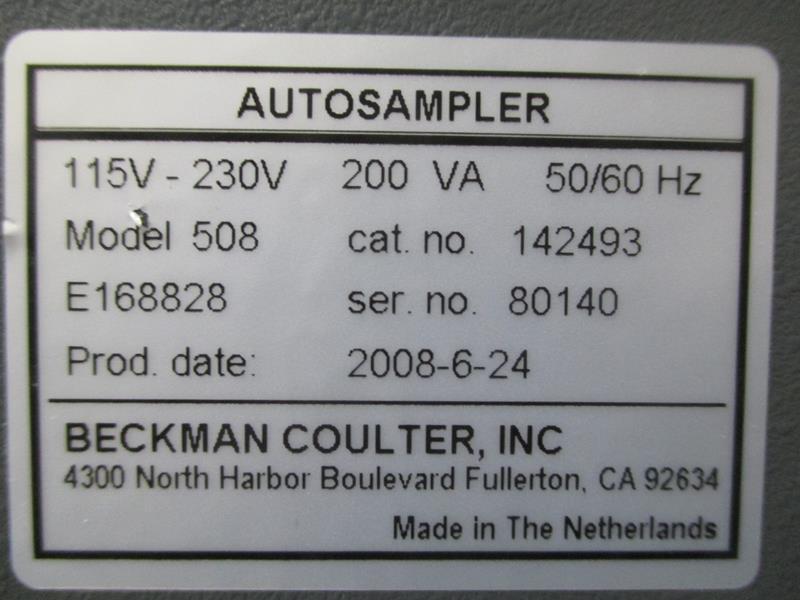 AUTOSAMPLER
115V - 230V 200 VA 50/60 Hz
Model 508 cat. no. 142493
E168828 ser. no. 80140
Prod. date: 2008-6-24
BECKMAN COULTER, INC
4300 North Harbor Boulevard Fullerton, CA 92634
Made in The Netherlands